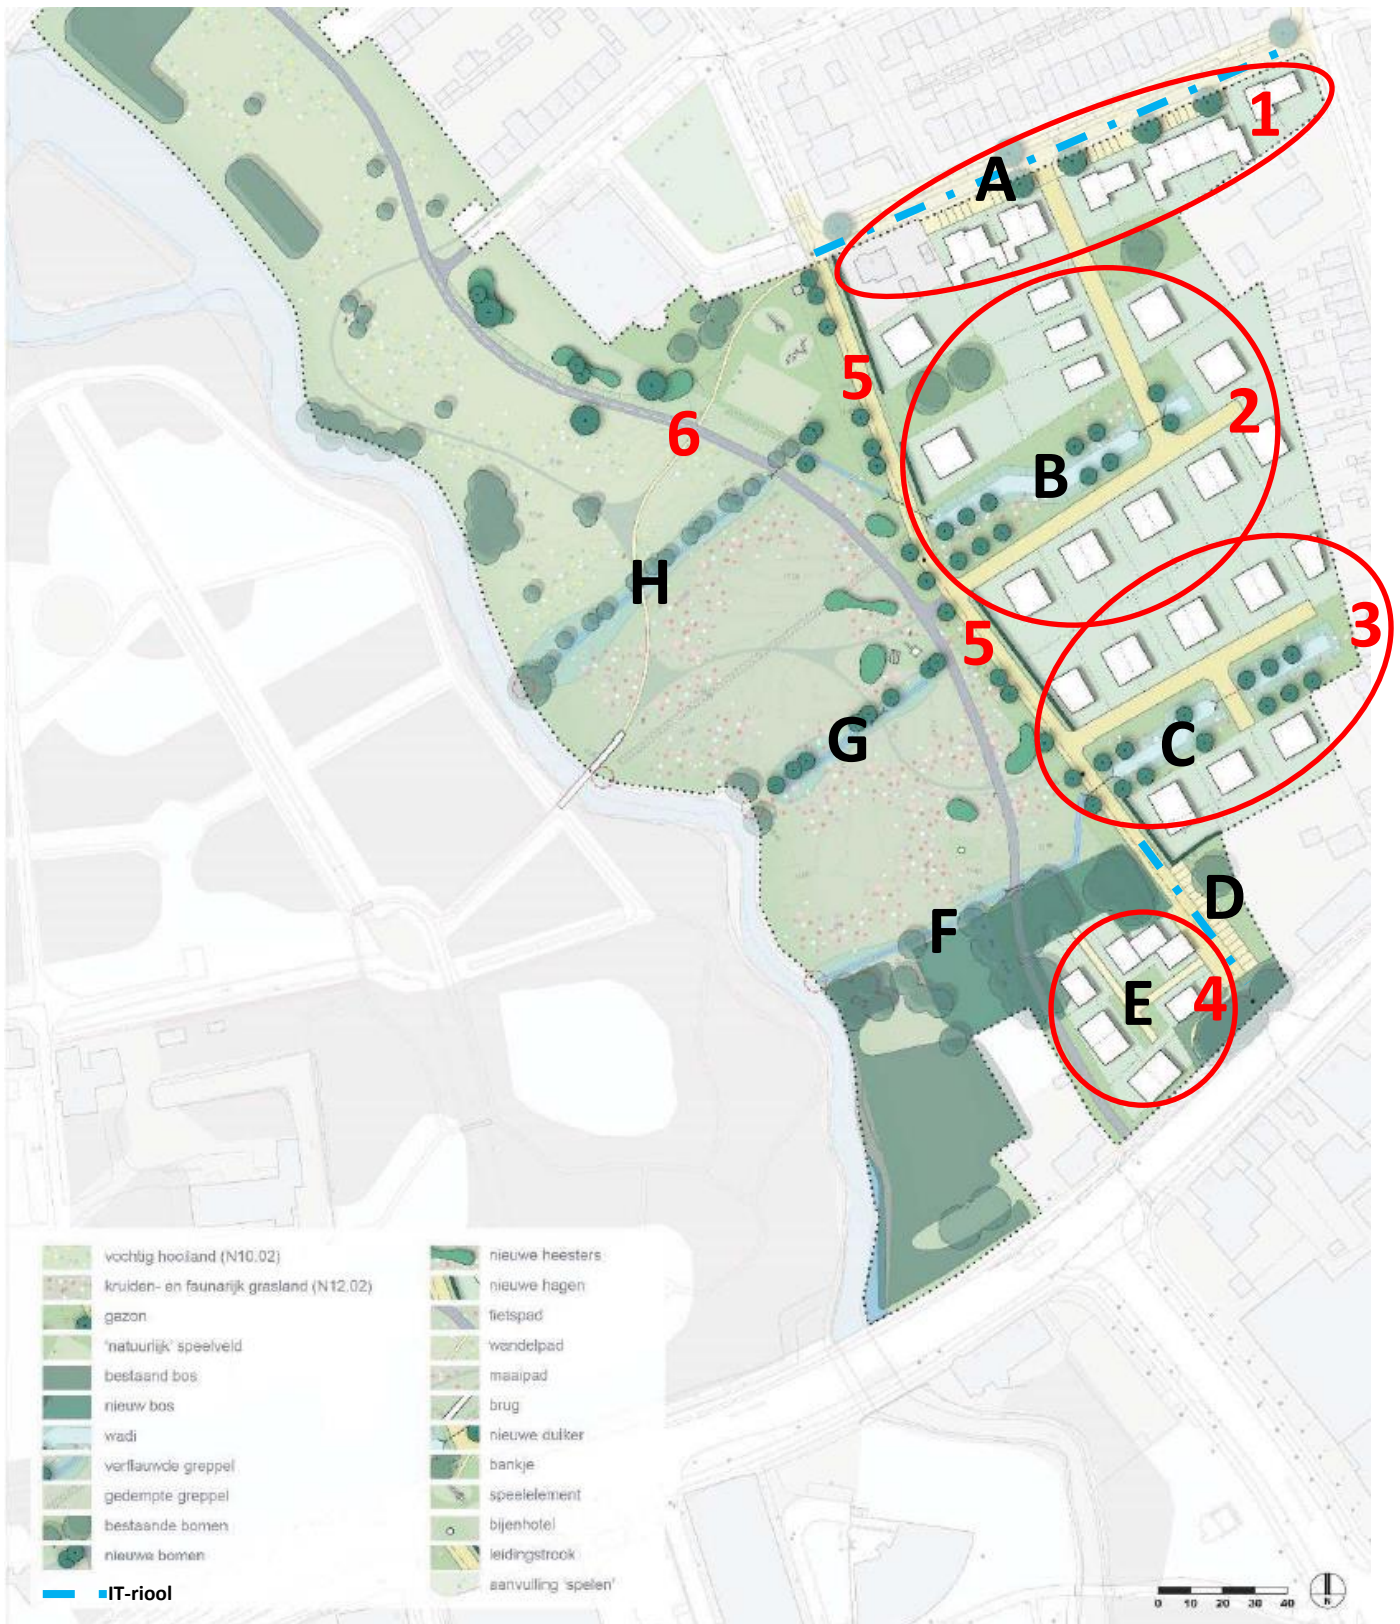 1
A
5
2
6
B
H
3
5
G
C
D
F
E
4
vochtig hooiland (N10.02)
kruiden- en faunarijk grasland (N12.02)
gazon
'natuurlijk' speelveld
bestaand bos
nieuw bos
wadi
verflauwde greppel
gedempte greppel
bestaande bomen
nieuwe bomen
IT-riool
nieuwe heesters
nieuwe hagen
fietspad
wandelpad
maaipad
brug
nieuwe duiker
bankje
speelelement
bijenhotel
leidingstrook
aanvulling 'spelen'
0 10 20 30 40
N